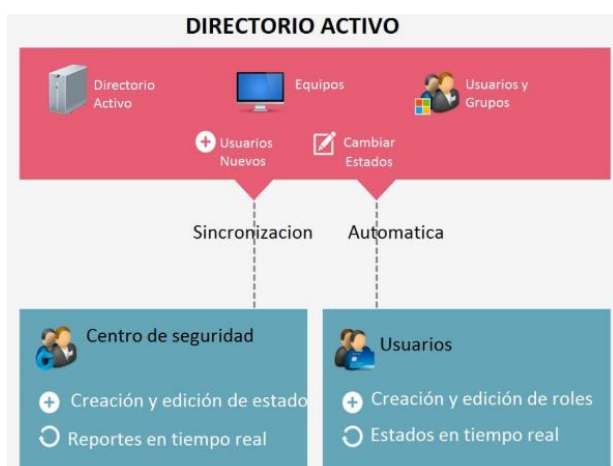 DIRECTORIO ACTIVO
Directorio
Activo
Equipos
Usuarios y
Grupos
Usuarios
Nuevos
Cambiar
Estados
Sincronizacion
Automatica
Centro de seguridad
Creación y edición de estado
Reportes en tiempo real
Usuarios
Creación y edición de roles
Estados en tiempo real